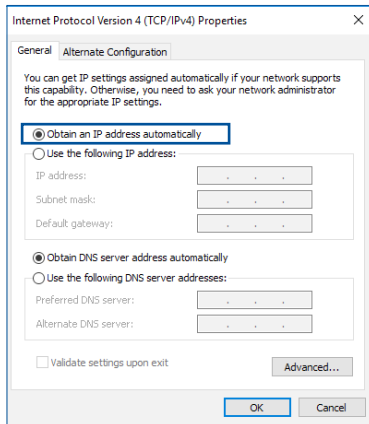 Internet Protocol Version 4 (TCP/IPv4) Properties
General
Alternate Configuration
You can get IP settings assigned automatically if your network supports
this capability. Otherwise, you need to ask your network administrator
for the appropriate IP settings.
Obtain an IP address automatically
Use the following IP address:
IP address:
Subnet mask:
Default gateway:
Obtain DNS server address automatically
Use the following DNS server addresses:
Preferred DNS server:
Alternate DNS server:
Validate settings upon exit
Advanced...
OK
Cancel